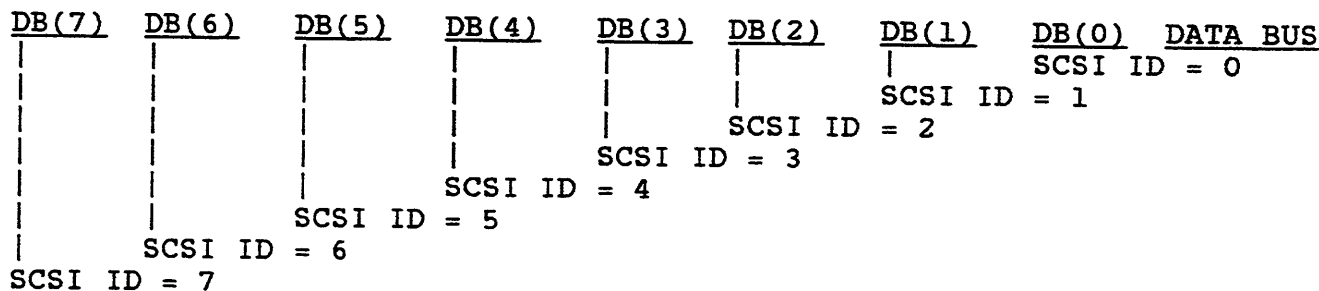 DB(7) DB(6) DB(5) DB(4) DB(3) DB(2) DB(1) DB(0) DATA BUS
SCSI ID = 0
SCSI ID = 1
SCSI ID = 2
SCSI ID = 3
SCSI ID = 4
SCSI ID = 5
SCSI ID = 6
SCSI ID = 7